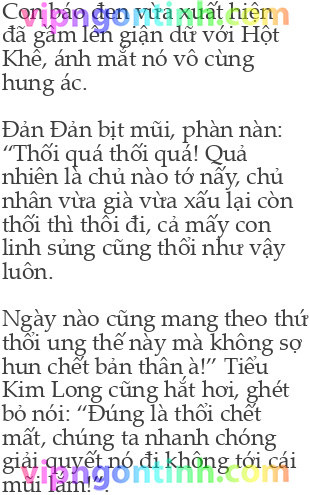 Con báo đen vừa xuất hiện
vipngontinh.com
đã gầm lên giận dữ với Hột
Khê, ánh mắt nó vô cùng
hung ác.
Đản Đản bịt mũi, phàn nàn:
“Thối quá thối quá! Quả
nhiên là chủ nào tớ nấy, chủ
nhân vừa già vừa xấu lại còn
thối thì thôi đi, cả mấy con
linh sủng cũng thổi như vậy
luôn.
Ngày nào cũng mang theo thứ
thổi ung thế này mà không sợ
hun chết bản thân à!” Tiểu
Kim Long cũng hắt hơi, ghét
bỏ nói: “Đúng là thổi chết
mất, chúng ta nhanh chóng
giải quyết nó đi không tới cái
mùi lắm!”.
vipngontinh.com